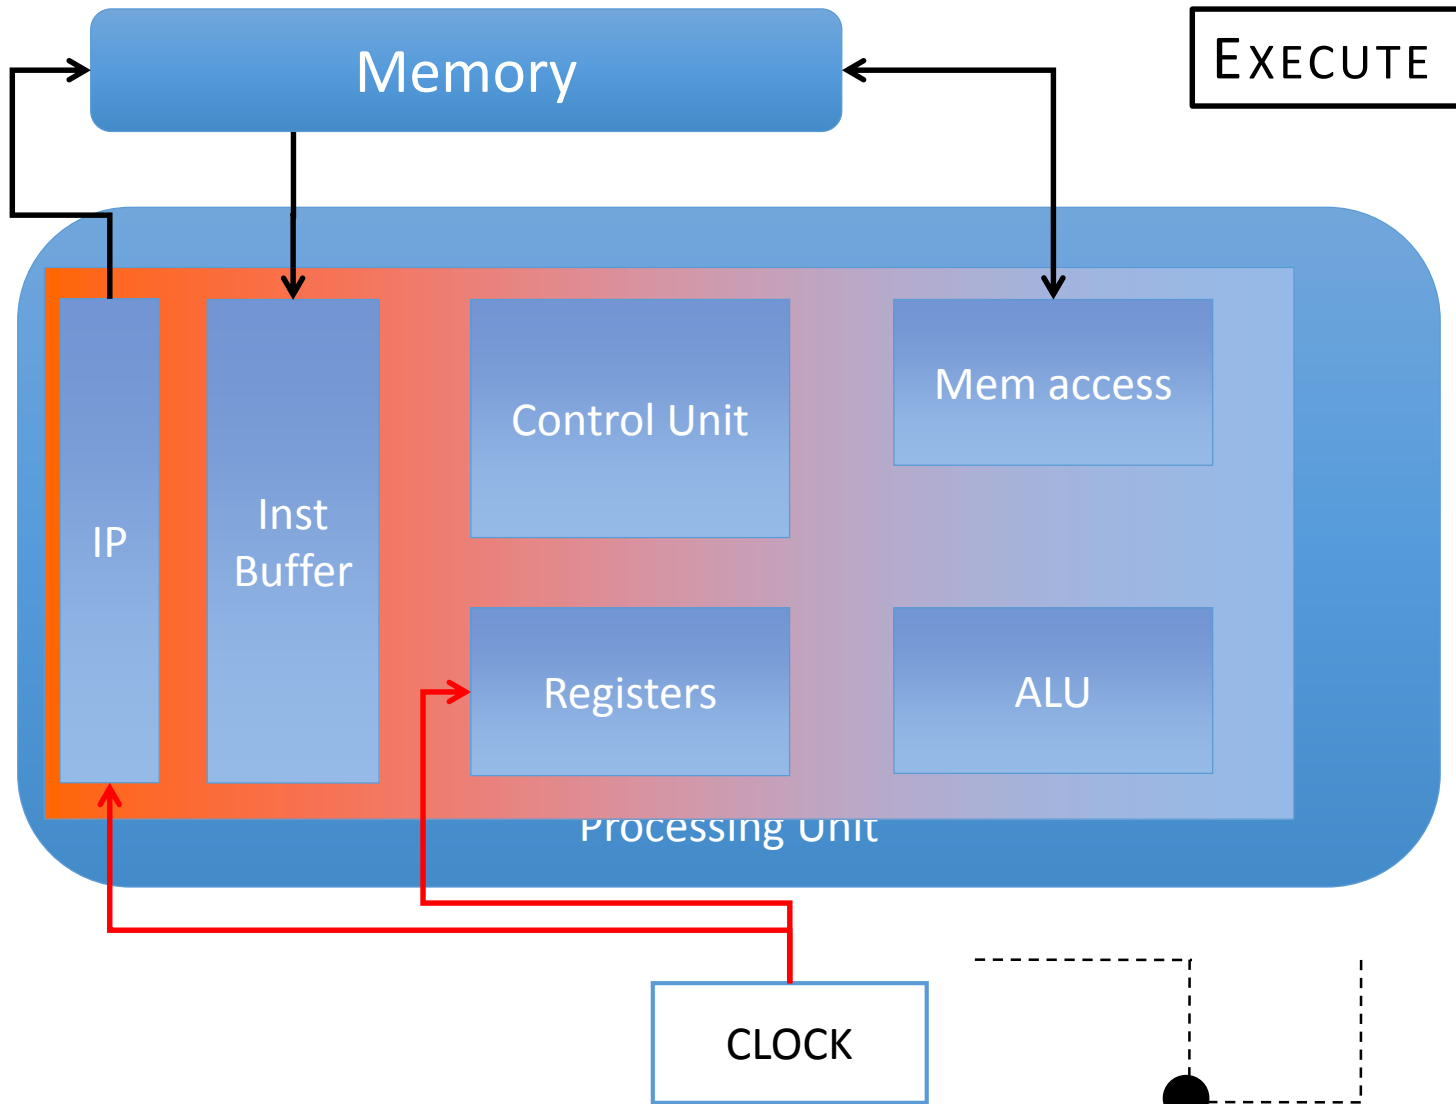 Memory
EXECUTE
IP
Inst
Buffer
Control Unit
Mem access
Registers
ALU
Processing Unit
CLOCK